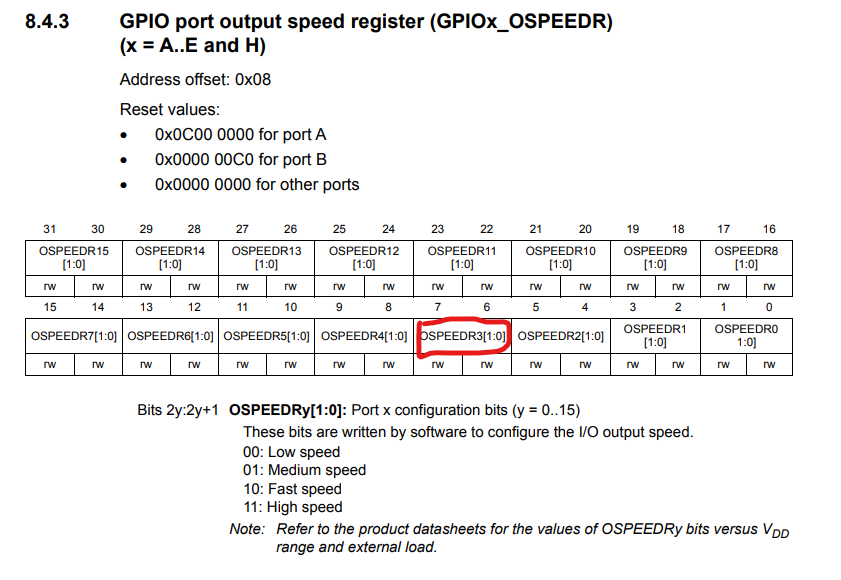 8.4.3 GPIO port output speed register (GPIOx_OSPEEDR)
(x = A..E and H)
Address offset: 0x08
Reset values:
• 0x0C00 0000 for port A
• 0x0000 00C0 for port B
• 0x0000 0000 for other ports
31 30 29 28 27 26 25 24 23 22 21 20 19 18 17 16
OSPEEDR15 OSPEEDR14 OSPEEDR13 OSPEEDR12 OSPEEDR11 OSPEEDR10 OSPEEDR9 OSPEEDR8
[1:0] [1:0] [1:0] [1:0] [1:0] [1:0] [1:0] [1:0]
rw rw rw rw rw rw rw rw rw rw rw rw rw rw rw rw
15 14 13 12 11 10 9 8 7 6 5 4 3 2 1 0
OSPEEDR7[1:0] OSPEEDR6[1:0] OSPEEDR5[1:0] OSPEEDR4[1:0] OSPEEDR3[1:0] OSPEEDR2[1:0] OSPEEDR1 OSPEEDR0
[1:0] 1:0]
rw rw rw rw rw rw rw rw rw rw rw rw rw rw rw rw
Bits 2y:2y+1 OSPEEDRy[1:0]: Port x configuration bits (y = 0..15)
These bits are written by software to configure the I/O output speed.
00: Low speed
01: Medium speed
10: Fast speed
11: High speed
Note: Refer to the product datasheets for the values of OSPEEDRy bits versus VDD
range and external load.